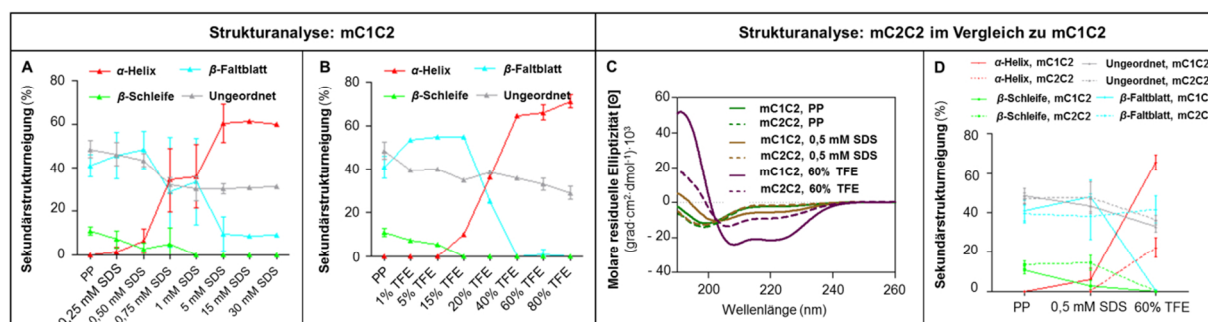 Strukturanalyse: mC1C2
Strukturanalyse: mC2C2 im Vergleich zu mC1C2
A
α-Helix
β-Faltblatt
β-Schleife
Ungeordnet
Sekundärstrukturneigung (%)
80
60
40
20
0
PP
0,25 mM SDS
0,50 mM SDS
0,75 mM SDS
1 mM SDS
5 mM SDS
15 mM SDS
30 mM SDS
B
α-Helix
β-Faltblatt
β-Schleife
Ungeordnet
Sekundärstrukturneigung (%)
80
60
40
20
0
PP
1% TFE
5% TFE
15% TFE
20% TFE
40% TFE
60% TFE
80% TFE
C
mC1C2, PP
mC2C2, PP
mC1C2, 0,5 mM SDS
mC2C2, 0,5 mM SDS
mC1C2, 60% TFE
mC2C2, 60% TFE
Molare residuelle Elliptizität [Θ]
(grad·cm²·dmol⁻¹)·10³
60
40
20
0
- 20
- 40
200
220
240
260
Wellenlänge (nm)
D
α-Helix, mC1C2
Ungeordnet, mC1C2
α-Helix, mC2C2
Ungeordnet, mC2C2
β-Schleife, mC1C2
β-Faltblatt, mC1C
β-Schleife, mC2C2
β-Faltblatt, mC2C
Sekundärstrukturneigung (%)
80
60
40
20
0
PP
0,5 mM SDS
60% TFE